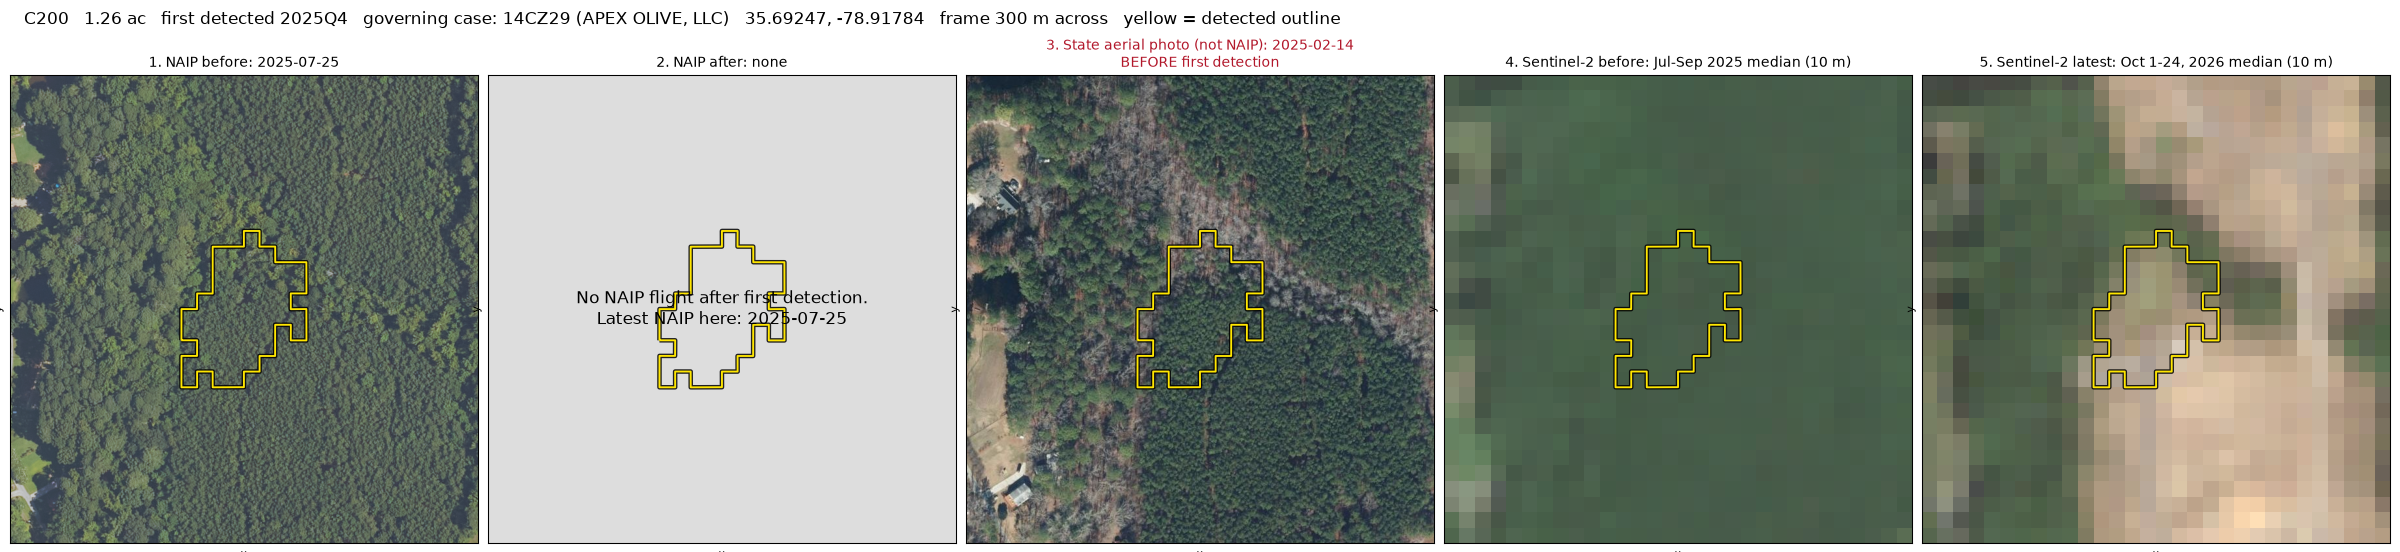 C200   1.26 ac   first detected 2025Q4   governing case: 14CZ29 (APEX OLIVE, LLC)   35.69247, -78.91784   frame 300 m across   yellow = detected outline
1. NAIP before: 2025-07-25
2. NAIP after: none
No NAIP flight after first detection.
Latest NAIP here: 2025-07-25
3. State aerial photo (not NAIP): 2025-02-14
BEFORE first detection
4. Sentinel-2 before: Jul-Sep 2025 median (10 m)
5. Sentinel-2 latest: Oct 1-24, 2026 median (10 m)